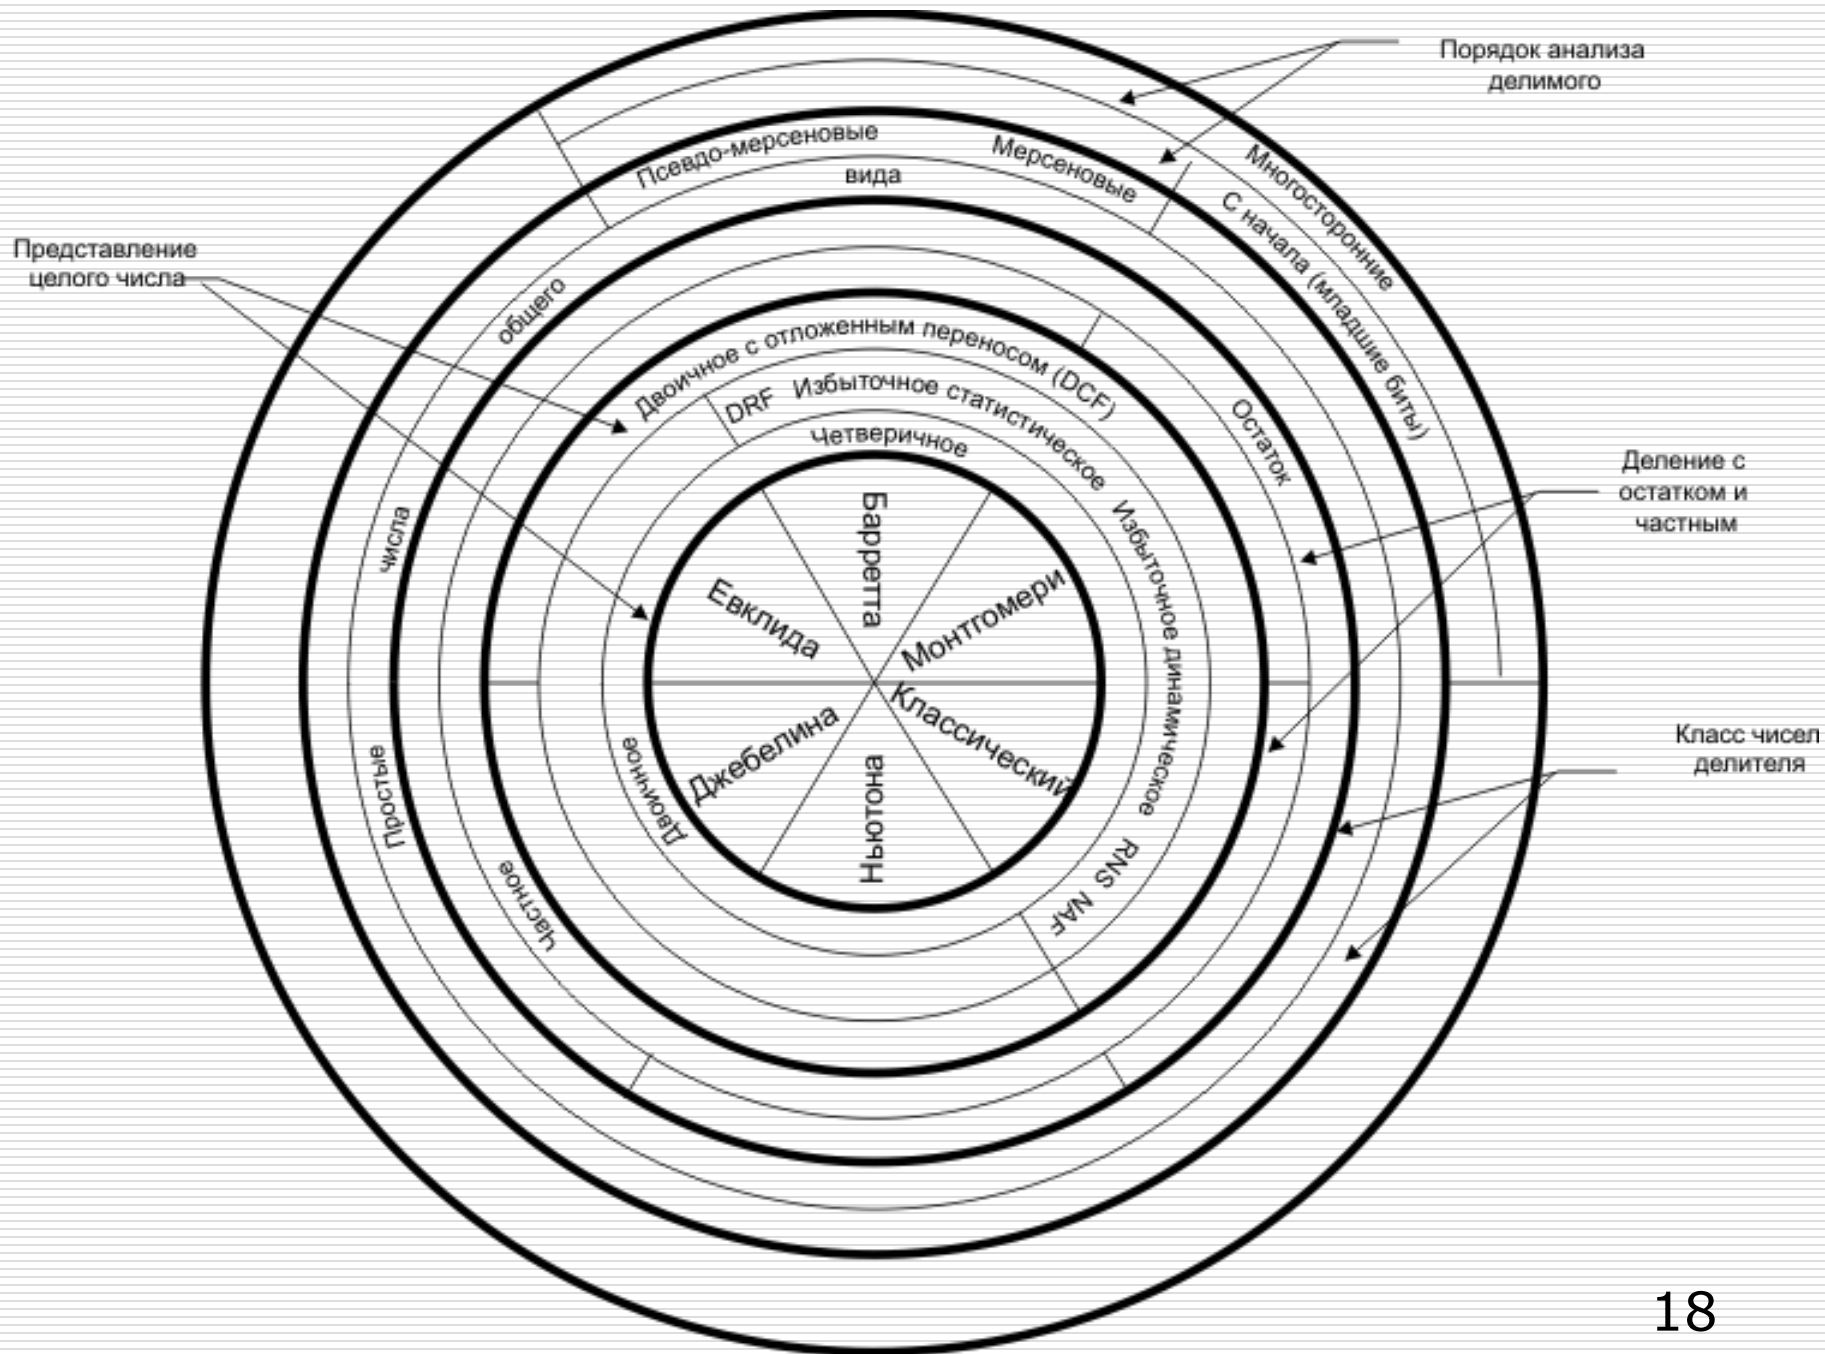 Порядок анализа
делимого
Многосторонние
С начала (младшие биты)
Псевдо-мерсеновые
Мерсеновые
вида
общего
числа
Простые
Представление
целого числа
Двоичное с отложенным переносом (DCF)
DRF Избыточное статистическое Избыточное динамическое RNS NAF
Четверичное
Двоичное
Остаток
Частное
Барретта
Монтгомери
Евклида
Классический
Джебелина
Ньютона
Деление с
остатком и
частным
Класс чисел
делителя
18